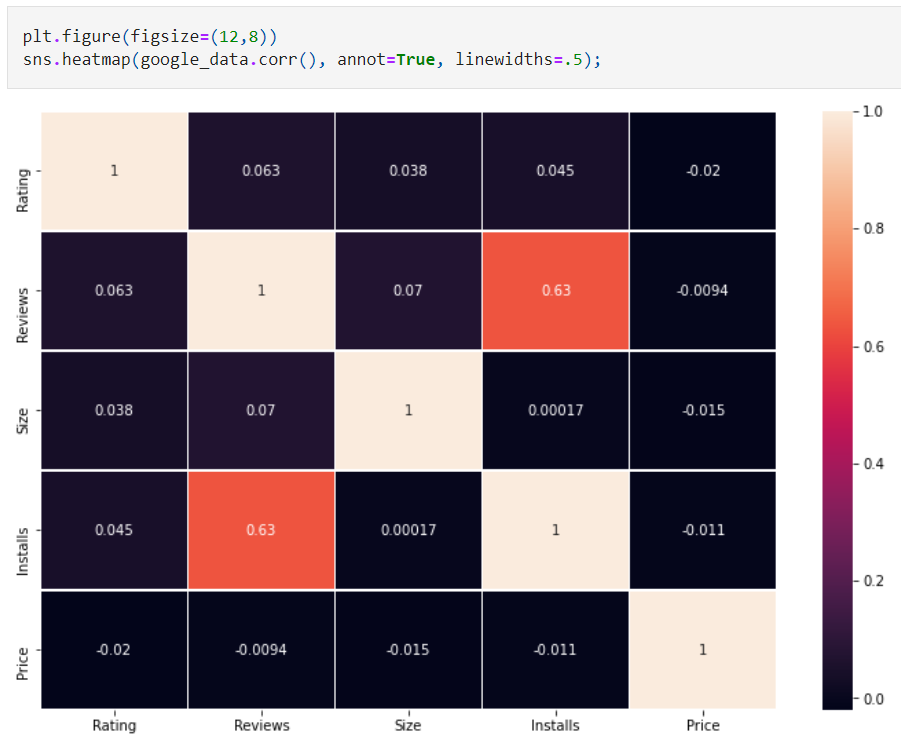 plt.figure(figsize=(12,8))
sns.heatmap(google_data.corr(), annot=True, linewidths=.5);
1.0
Rating 1 0.063 0.038 0.045 -0.02
0.8
Reviews 0.063 1 0.07 0.63 -0.0094
0.6
Size 0.038 0.07 1 0.00017 -0.015
0.4
Installs 0.045 0.63 0.00017 1 -0.011
0.2
Price -0.02 -0.0094 -0.015 -0.011 1
0.0
Rating Reviews Size Installs Price